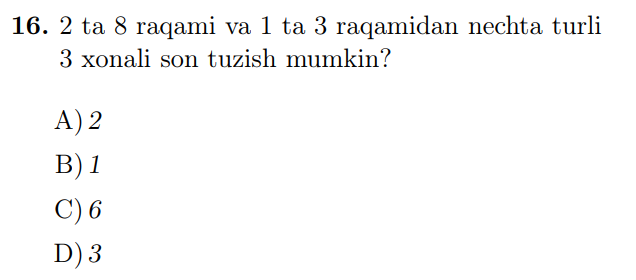 16. 2 ta 8 raqami va 1 ta 3 raqamidan nechta turli
3 xonali son tuzish mumkin?
A) 2
B) 1
C) 6
D) 3